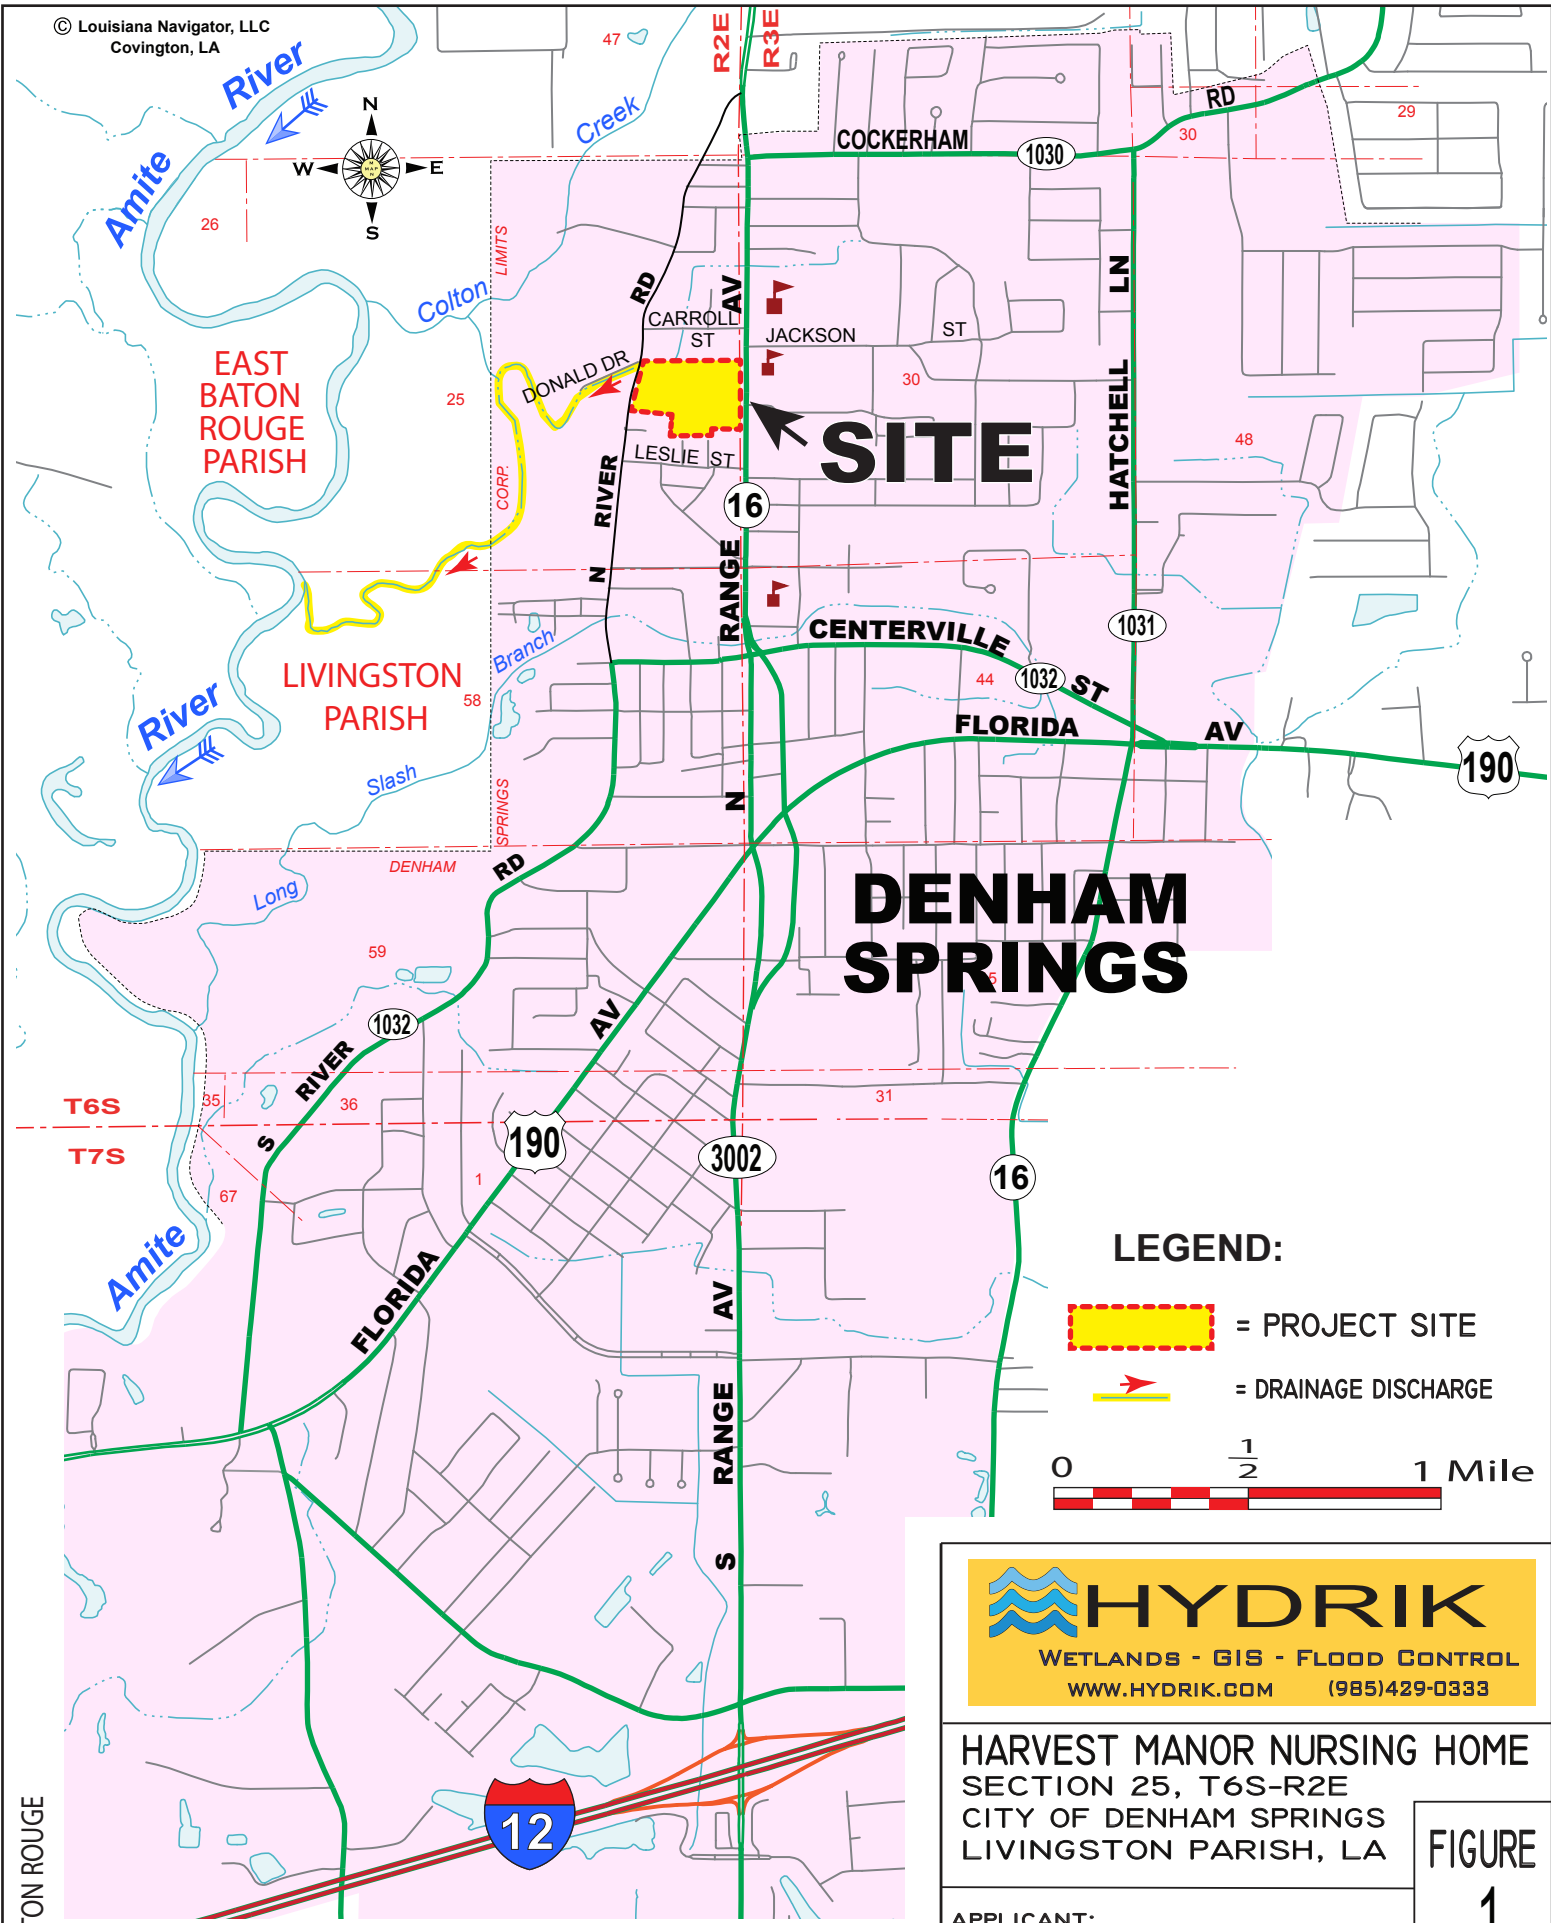 © Louisiana Navigator, LLC
Covington, LA
R2E
R3E
47
River
Amite
Creek
N
W
E
S
MAP
26
COCKERHAM
1030
RD
30
29
LIMITS
Colton
RD
AV
LN
CARROLL
ST
JACKSON
ST
DONALD DR
EAST
BATON
ROUGE
PARISH
25
30
HATCHELL
SITE
48
LESLIE ST
CORP.
RIVER
16
N
RANGE
CENTERVILLE
1031
Branch
LIVINGSTON
PARISH
58
44
1032
ST
River
FLORIDA
AV
190
Slash
SPRINGS
N
DENHAM
RD
Long
DENHAM
SPRINGS
59
5
1032
AV
RIVER
S
T6S
35
36
31
T7S
190
3002
16
67
1
Amite
FLORIDA
AV
RANGE
S
LEGEND:
= PROJECT SITE
= DRAINAGE DISCHARGE
0
1
2
1 Mile
HYDRIK
WETLANDS - GIS - FLOOD CONTROL
WWW.HYDRIK.COM (985)429-0333
HARVEST MANOR NURSING HOME
SECTION 25, T6S-R2E
CITY OF DENHAM SPRINGS
LIVINGSTON PARISH, LA
FIGURE
1
12
TON ROUGE
APPLICANT: